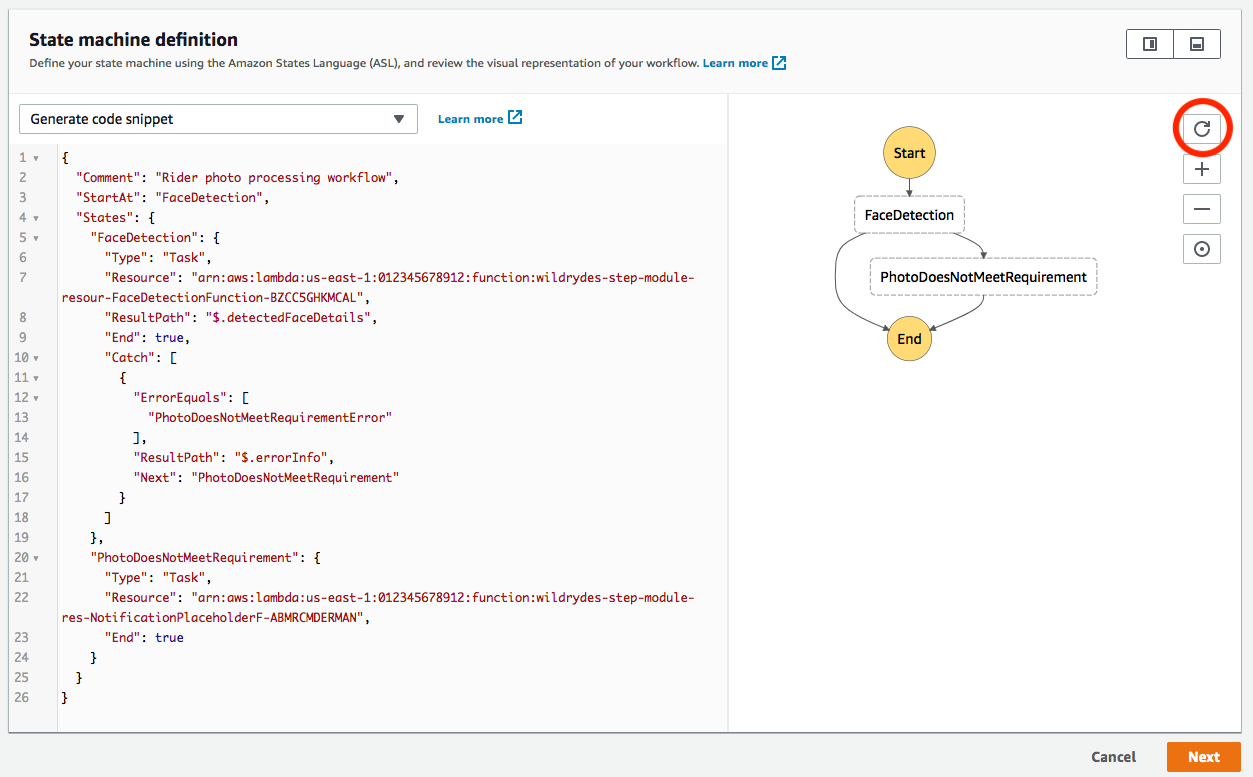 State machine definition
Define your state machine using the Amazon States Language (ASL), and review the visual representation of your workflow. Learn more
Generate code snippet
Learn more
1 {
2 "Comment": "Rider photo processing workflow",
3 "StartAt": "FaceDetection",
4 "States": {
5 "FaceDetection": {
6 "Type": "Task",
7 "Resource": "arn:aws:lambda:us-east-1:012345678912:function:wildrydes-step-module-
resour-FaceDetectionFunction-BZCC5GHKMCAL",
8 "ResultPath": "$.detectedFaceDetails",
9 "End": true,
10 "Catch": [
11 {
12 "ErrorEquals": [
13 "PhotoDoesNotMeetRequirementError"
14 ],
15 "ResultPath": "$.errorInfo",
16 "Next": "PhotoDoesNotMeetRequirement"
17 }
18 ]
19 },
20 "PhotoDoesNotMeetRequirement": {
21 "Type": "Task",
22 "Resource": "arn:aws:lambda:us-east-1:012345678912:function:wildrydes-step-module-
res-NotificationPlaceholderF-ABMRCMDERMAN",
23 "End": true
24 }
25 }
26 }
Start
FaceDetection
PhotoDoesNotMeetRequirement
End
Cancel
Next